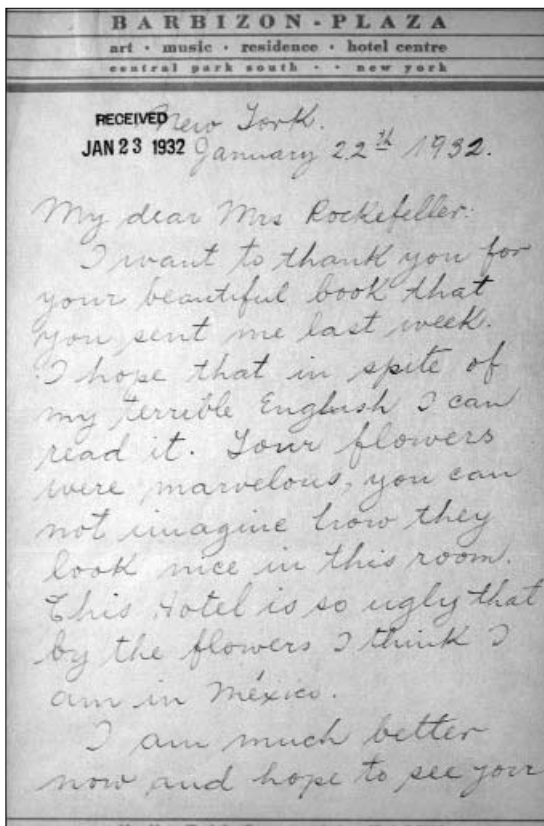 BARBIZON-PLAZA
art · music · residence · hotel centre
central park south · · new york
RECEIVED
JAN 23 1932
New York.
January 22th 1932.
My dear Mrs Rockefeller:
I want to thank you for
your beautiful book that
you sent me last week.
I hope that in spite of
my terrible English I can
read it. Your flowers
were marvelous, you can
not imagine how they
look nice in this room.
This Hotel is so ugly that
by the flowers I think I
am in México.
I am much better
now and hope to see your